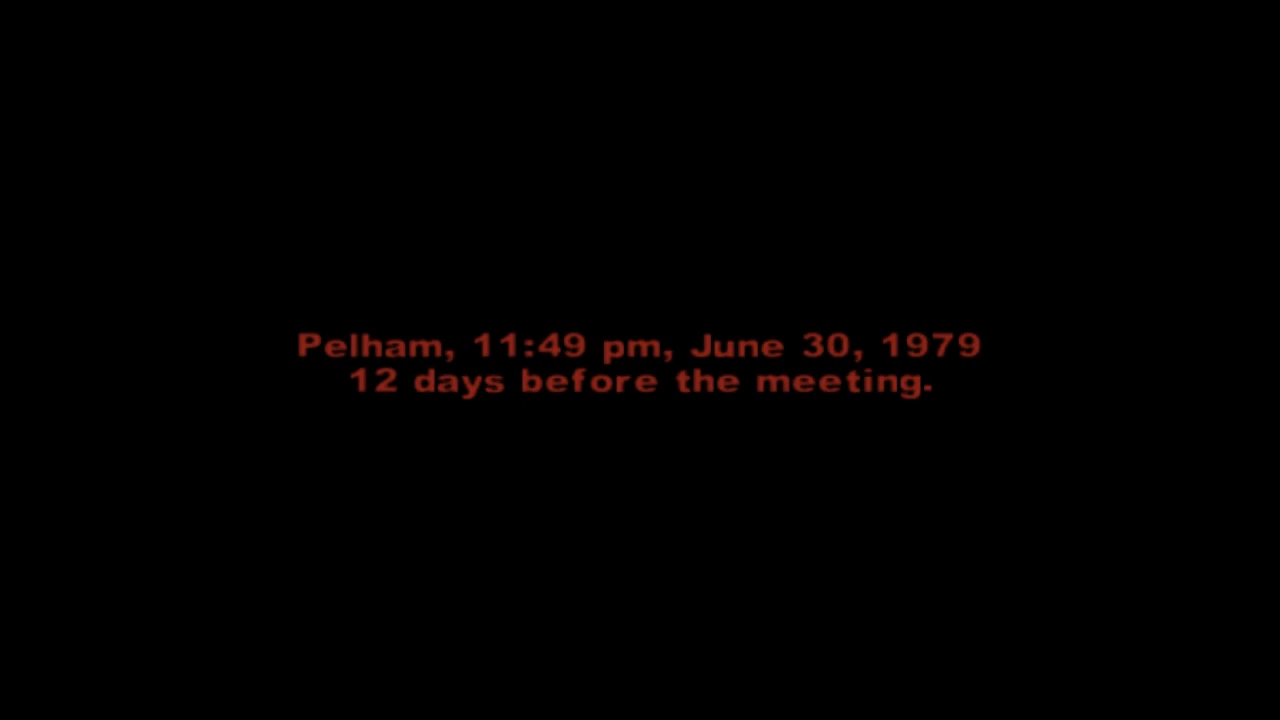 Pelham, 11:49 pm, June 30, 1979
12 days before the meeting.